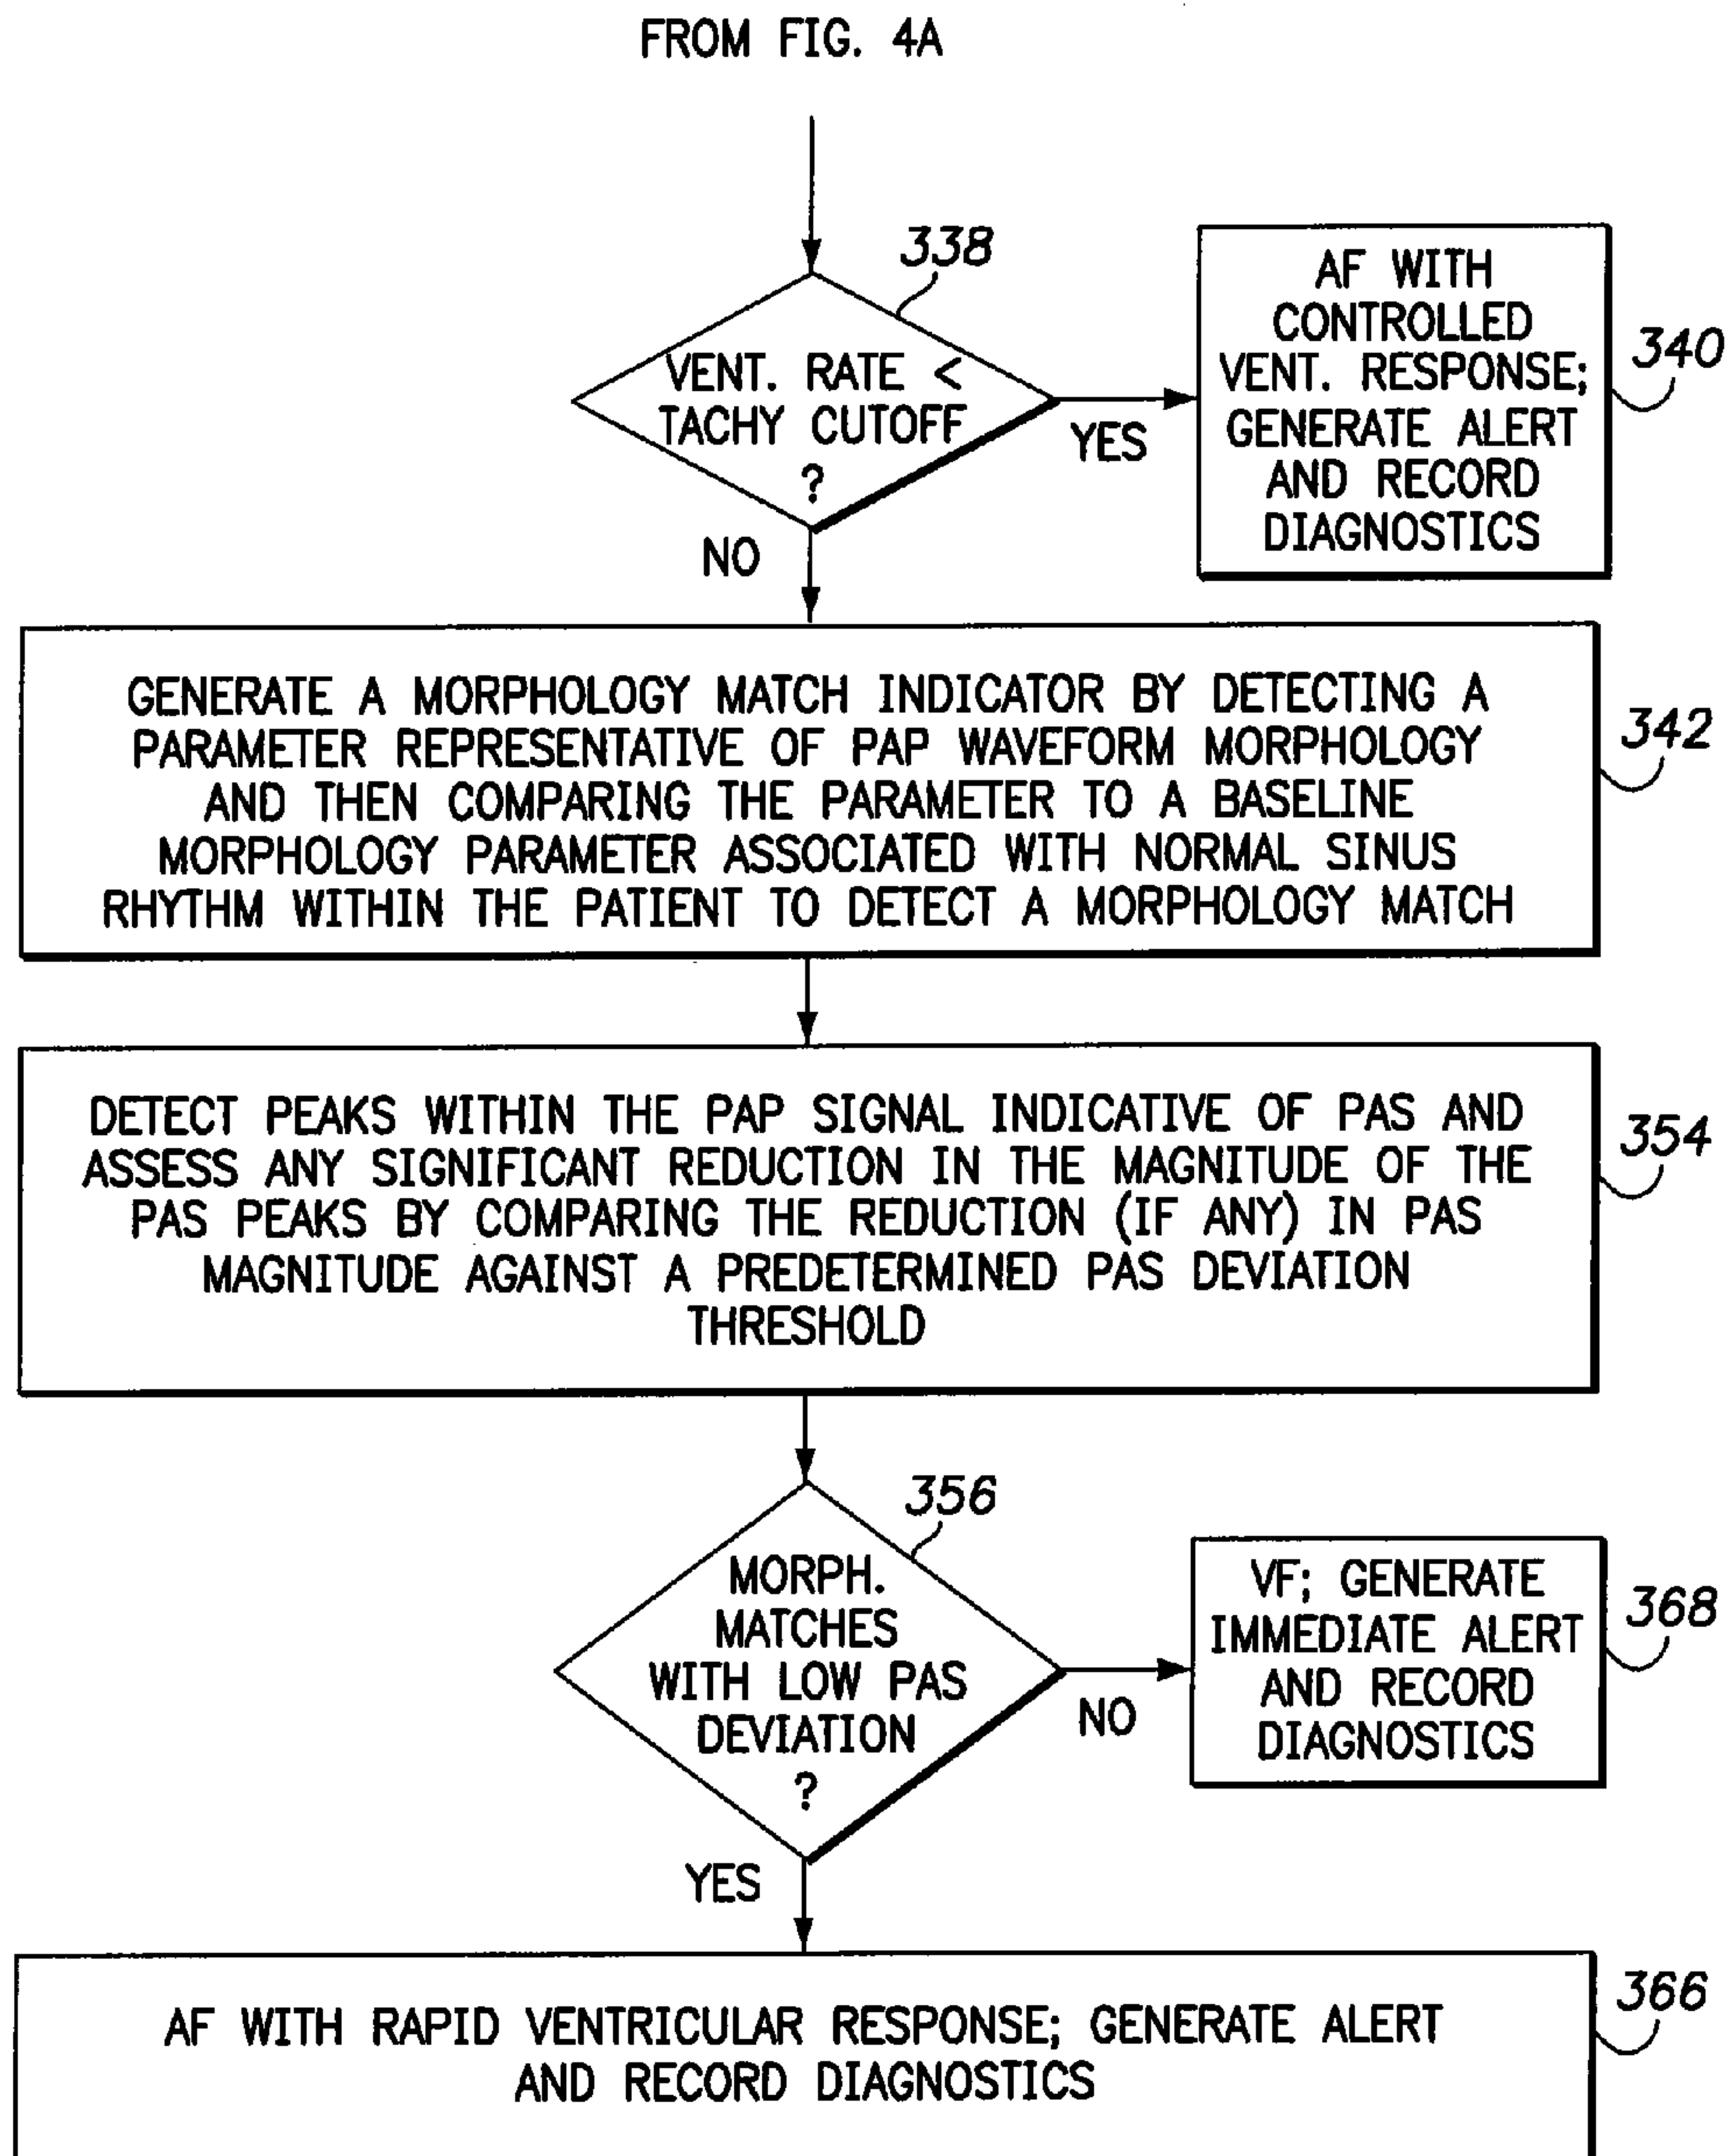 FROM FIG. 4A
338
VENT. RATE <
TACHY CUTOFF
?
YES
NO
AF WITH
CONTROLLED
VENT. RESPONSE;
GENERATE ALERT
AND RECORD
DIAGNOSTICS
340
GENERATE A MORPHOLOGY MATCH INDICATOR BY DETECTING A
PARAMETER REPRESENTATIVE OF PAP WAVEFORM MORPHOLOGY
AND THEN COMPARING THE PARAMETER TO A BASELINE
MORPHOLOGY PARAMETER ASSOCIATED WITH NORMAL SINUS
RHYTHM WITHIN THE PATIENT TO DETECT A MORPHOLOGY MATCH
342
DETECT PEAKS WITHIN THE PAP SIGNAL INDICATIVE OF PAS AND
ASSESS ANY SIGNIFICANT REDUCTION IN THE MAGNITUDE OF THE
PAS PEAKS BY COMPARING THE REDUCTION (IF ANY) IN PAS
MAGNITUDE AGAINST A PREDETERMINED PAS DEVIATION
THRESHOLD
354
356
MORPH.
MATCHES
WITH LOW PAS
DEVIATION
?
NO
YES
VF; GENERATE
IMMEDIATE ALERT
AND RECORD
DIAGNOSTICS
368
AF WITH RAPID VENTRICULAR RESPONSE; GENERATE ALERT
AND RECORD DIAGNOSTICS
366